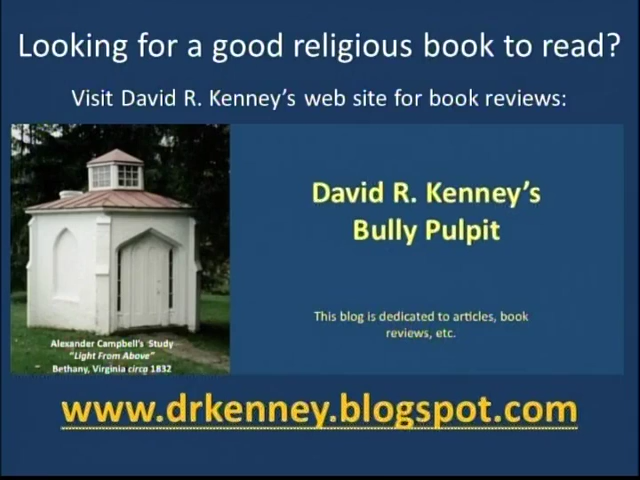 Looking for a good religious book to read?
Visit David R. Kenney's web site for book reviews:
David R. Kenney's
Bully Pulpit
This blog is dedicated to articles, book
reviews, etc.
Alexander Campbell's Study
"Light From Above"
Bethany, Virginia circa 1832
www.drkenney.blogspot.com